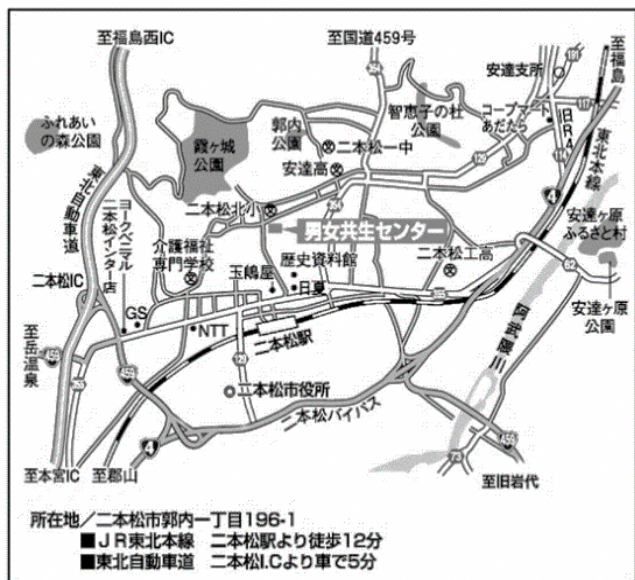 至福島西IC
至国道459号
至福島
安達支所
ふれあい
の森公園
霞ヶ城
公園
郭内
公園
智恵子の杜
公園
コープマート
あだたら
旧R4
東北本線
二本松一中
安達高
東北自動車道
ヨークベニマル
二本松インター店
介護福祉
専門学校
二本松北小
男女共生センター
二本松工高
安達ヶ原
ふるさと村
安達ヶ原
公園
二本松IC
玉嶋屋
歴史資料館
日夏
GS
NTT
二本松駅
阿武隈川
至岳温泉
二本松市役所
二本松バイパス
4
4
459
459
459
62
至本宮IC
至郡山
至旧岩代
所在地／二本松市郭内一丁目196-1
■JR東北本線 二本松駅より徒歩12分
■東北自動車道 二本松I.Cより車で5分